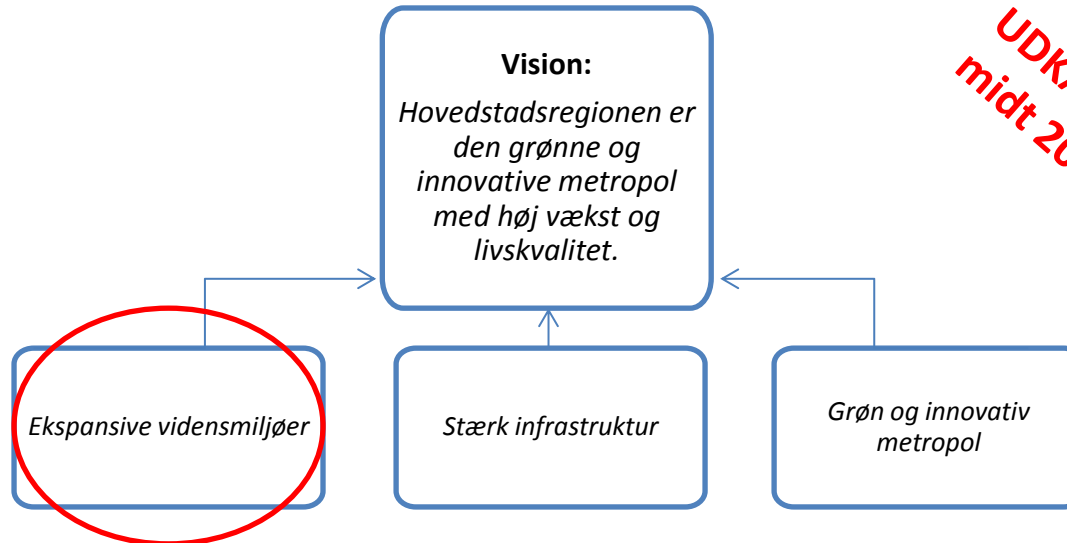 Vision:
Hovedstadsregionen er
den grønne og
innovative metropol
med høj vækst og
livskvalitet.
Ekspansive vidensmiljøer
Stærk infrastruktur
Grøn og innovativ
metropol
midt